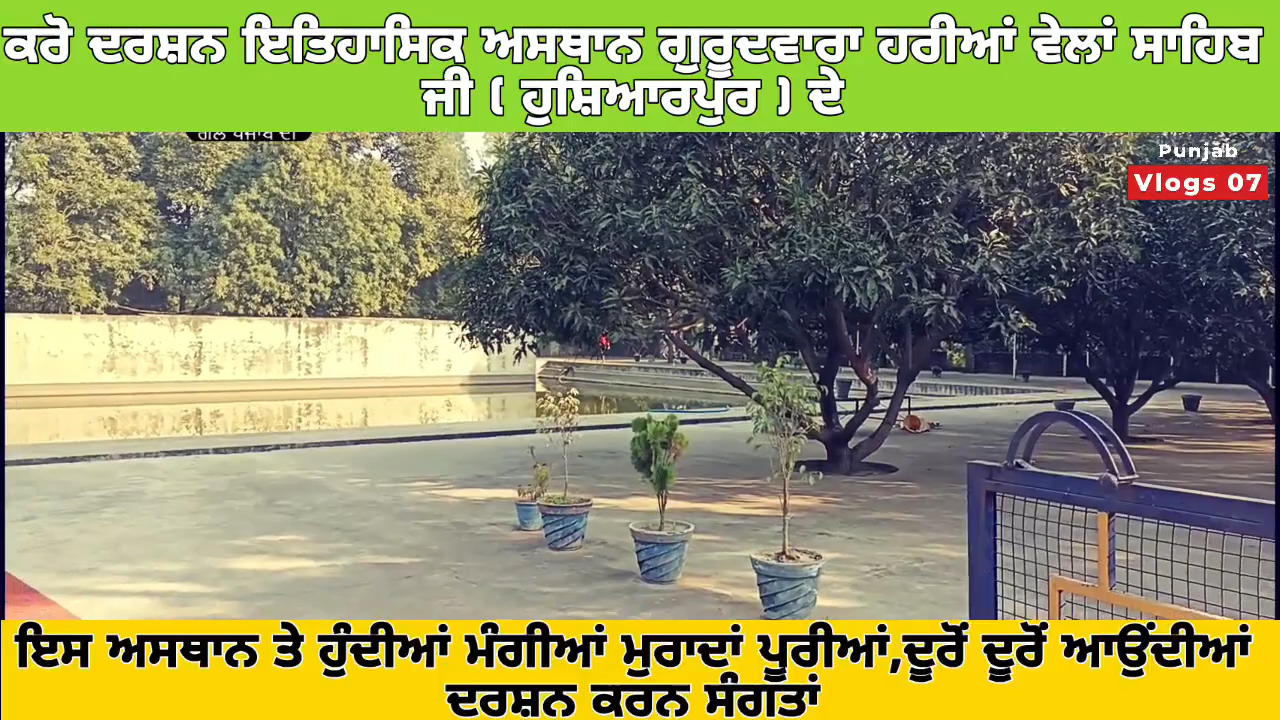 ਕਰੋ ਦਰਸ਼ਨ ਇਤਿਹਾਸਿਕ ਅਸਥਾਨ ਗੁਰੂਦਵਾਰਾ ਹਰੀਆਂ ਵੇਲਾਂ ਸਾਹਿਬ
ਜੀ ( ਹੁਸ਼ਿਆਰਪੁਰ ) ਦੇ
ਗੱਲ ਪੰਜਾਬ ਦੀ
Punjab
Vlogs 07
ਇਸ ਅਸਥਾਨ ਤੇ ਹੁੰਦੀਆਂ ਮੰਗੀਆਂ ਮੁਰਾਦਾਂ ਪੂਰੀਆਂ,ਦੂਰੋਂ ਦੂਰੋਂ ਆਉਂਦੀਆਂ
ਦਰਸ਼ਨ ਕਰਨ ਸੰਗਤਾਂ